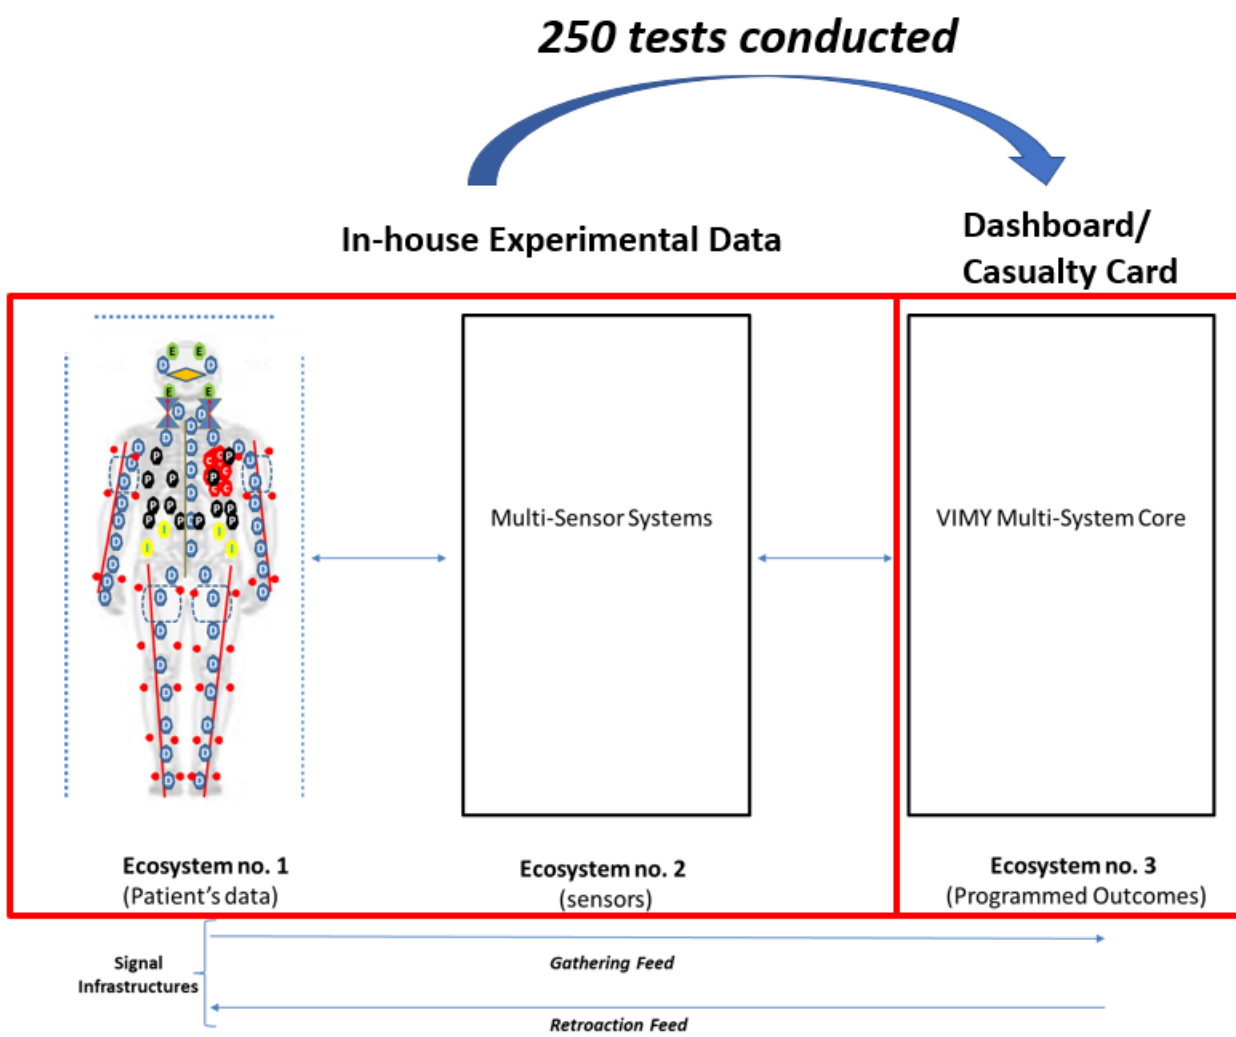 250 tests conducted
In-house Experimental Data
Dashboard/
Casualty Card
E E
D D
E E
D D
D
D D
D D D
P P C C
D D D
P P P C
D D D
C C
D D D
P P P P
D D
P P P D P
I I
D D
I D I
D D
D D D D
D D
D D
D D
D D
D D
D D
D D
D D
Multi-Sensor Systems
VIMY Multi-System Core
Ecosystem no. 1
(Patient's data)
Ecosystem no. 2
(sensors)
Ecosystem no. 3
(Programmed Outcomes)
Signal
Infrastructures
Gathering Feed
Retroaction Feed